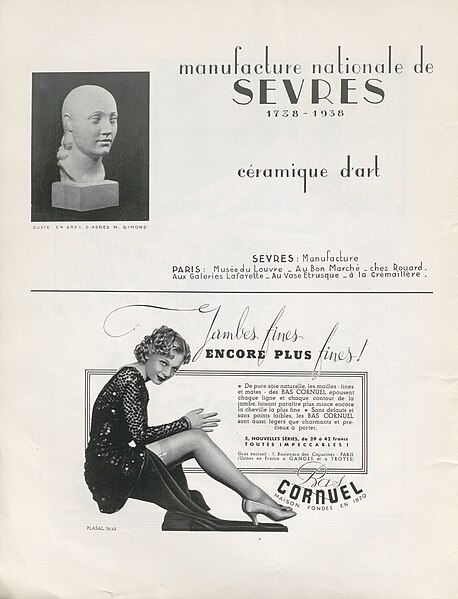 manufacture nationale de
SEVRES
1738-1938
céramique d'art
BUSTE EN GRES D'APRES M. GIMOND
SEVRES : Manufacture
PARIS : Musée du Louvre _ Au Bon Marché _ chez Rouard.
Aux Galeries Lafayette _ Au Vase Etrusque _ à la Crémaillère.
Jambes fines
ENCORE PLUS fines!
★ De pure soie naturelle, les mailles - fines
et mates - des BAS CORNUEL épousent
chaque ligne et chaque contour de la
jambe, faisant paraître plus mince encore
la cheville la plus fine ★ Sans défauts et
sans points faibles, les BAS CORNUEL
sont aussi légers que charmants et pré-
cieux à porter.
5, NOUVELLES SÉRIES, de 29 à 42 francs
TOUTES IMPECCABLES !
Gros exclusif : 7, Boulevard des Capucines - PARIS
(Usines en France à GANGES et à TROYES)
Bas
CORNUEL
MAISON FONDÉE EN 1820